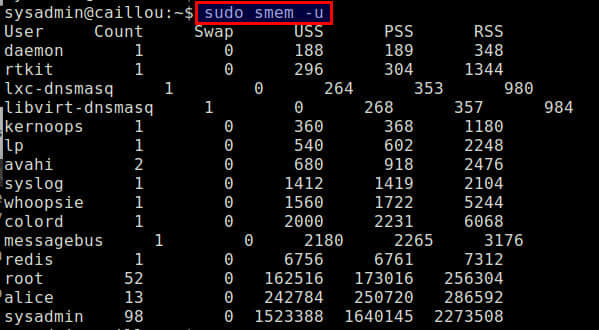 sysadmin@caillou:~$ sudo smem -u
User Count Swap USS PSS RSS
daemon 1 0 188 189 348
rtkit 1 0 296 304 1344
lxc-dnsmasq 1 0 264 353 980
libvirt-dnsmasq 1 0 268 357 984
kernoops 1 0 360 368 1180
lp 1 0 540 602 2248
avahi 2 0 680 918 2476
syslog 1 0 1412 1419 2104
whoopsie 1 0 1560 1722 5244
colord 1 0 2000 2231 6068
messagebus 1 0 2180 2265 3176
redis 1 0 6756 6761 7312
root 52 0 162516 173016 256304
alice 13 0 242784 250720 286592
sysadmin 98 0 1523388 1640145 2273508